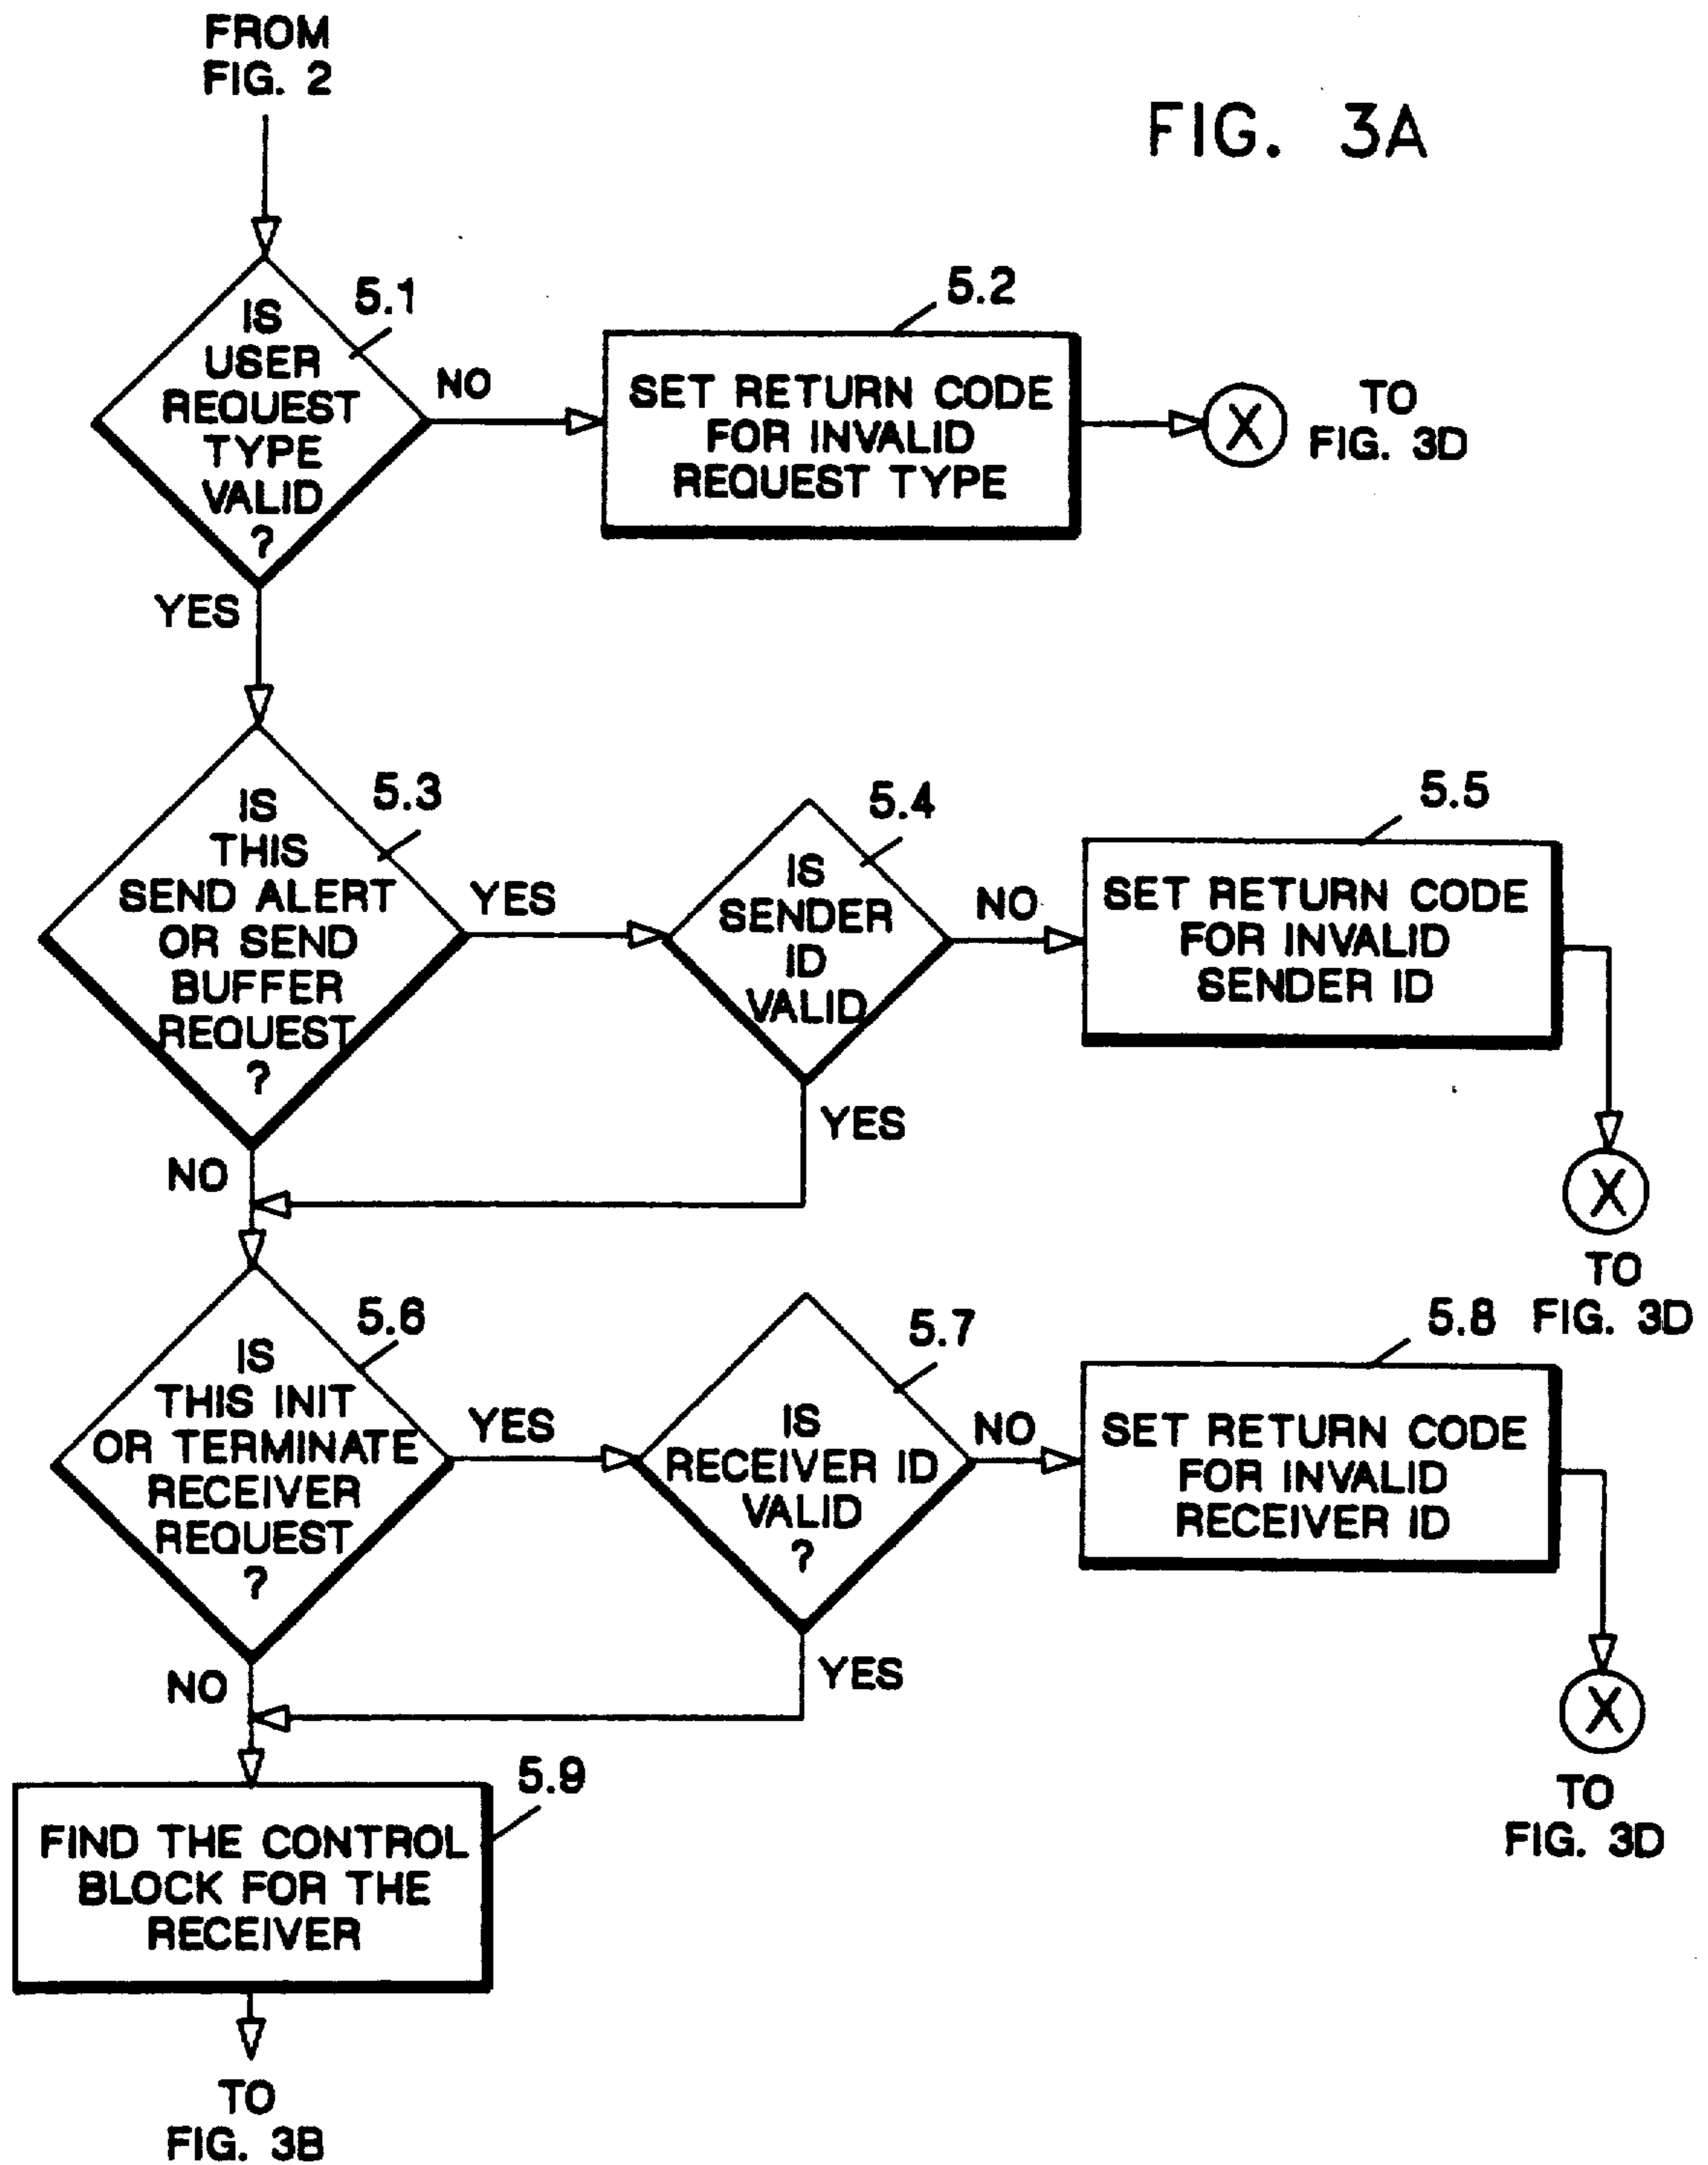 FROM
FIG. 2
FIG. 3A
5.1
IS
USER
REQUEST
TYPE
VALID
?
NO
YES
5.2
SET RETURN CODE
FOR INVALID
REQUEST TYPE
X
TO
FIG. 3D
5.3
IS
THIS
SEND ALERT
OR SEND
BUFFER
REQUEST
?
YES
NO
5.4
IS
SENDER
ID
VALID
NO
YES
5.5
SET RETURN CODE
FOR INVALID
SENDER ID
X
TO
FIG. 3D
5.6
IS
THIS INIT
OR TERMINATE
RECEIVER
REQUEST
?
YES
NO
5.7
IS
RECEIVER ID
VALID
?
NO
YES
5.8
SET RETURN CODE
FOR INVALID
RECEIVER ID
X
TO
FIG. 3D
5.9
FIND THE CONTROL
BLOCK FOR THE
RECEIVER
TO
FIG. 3B